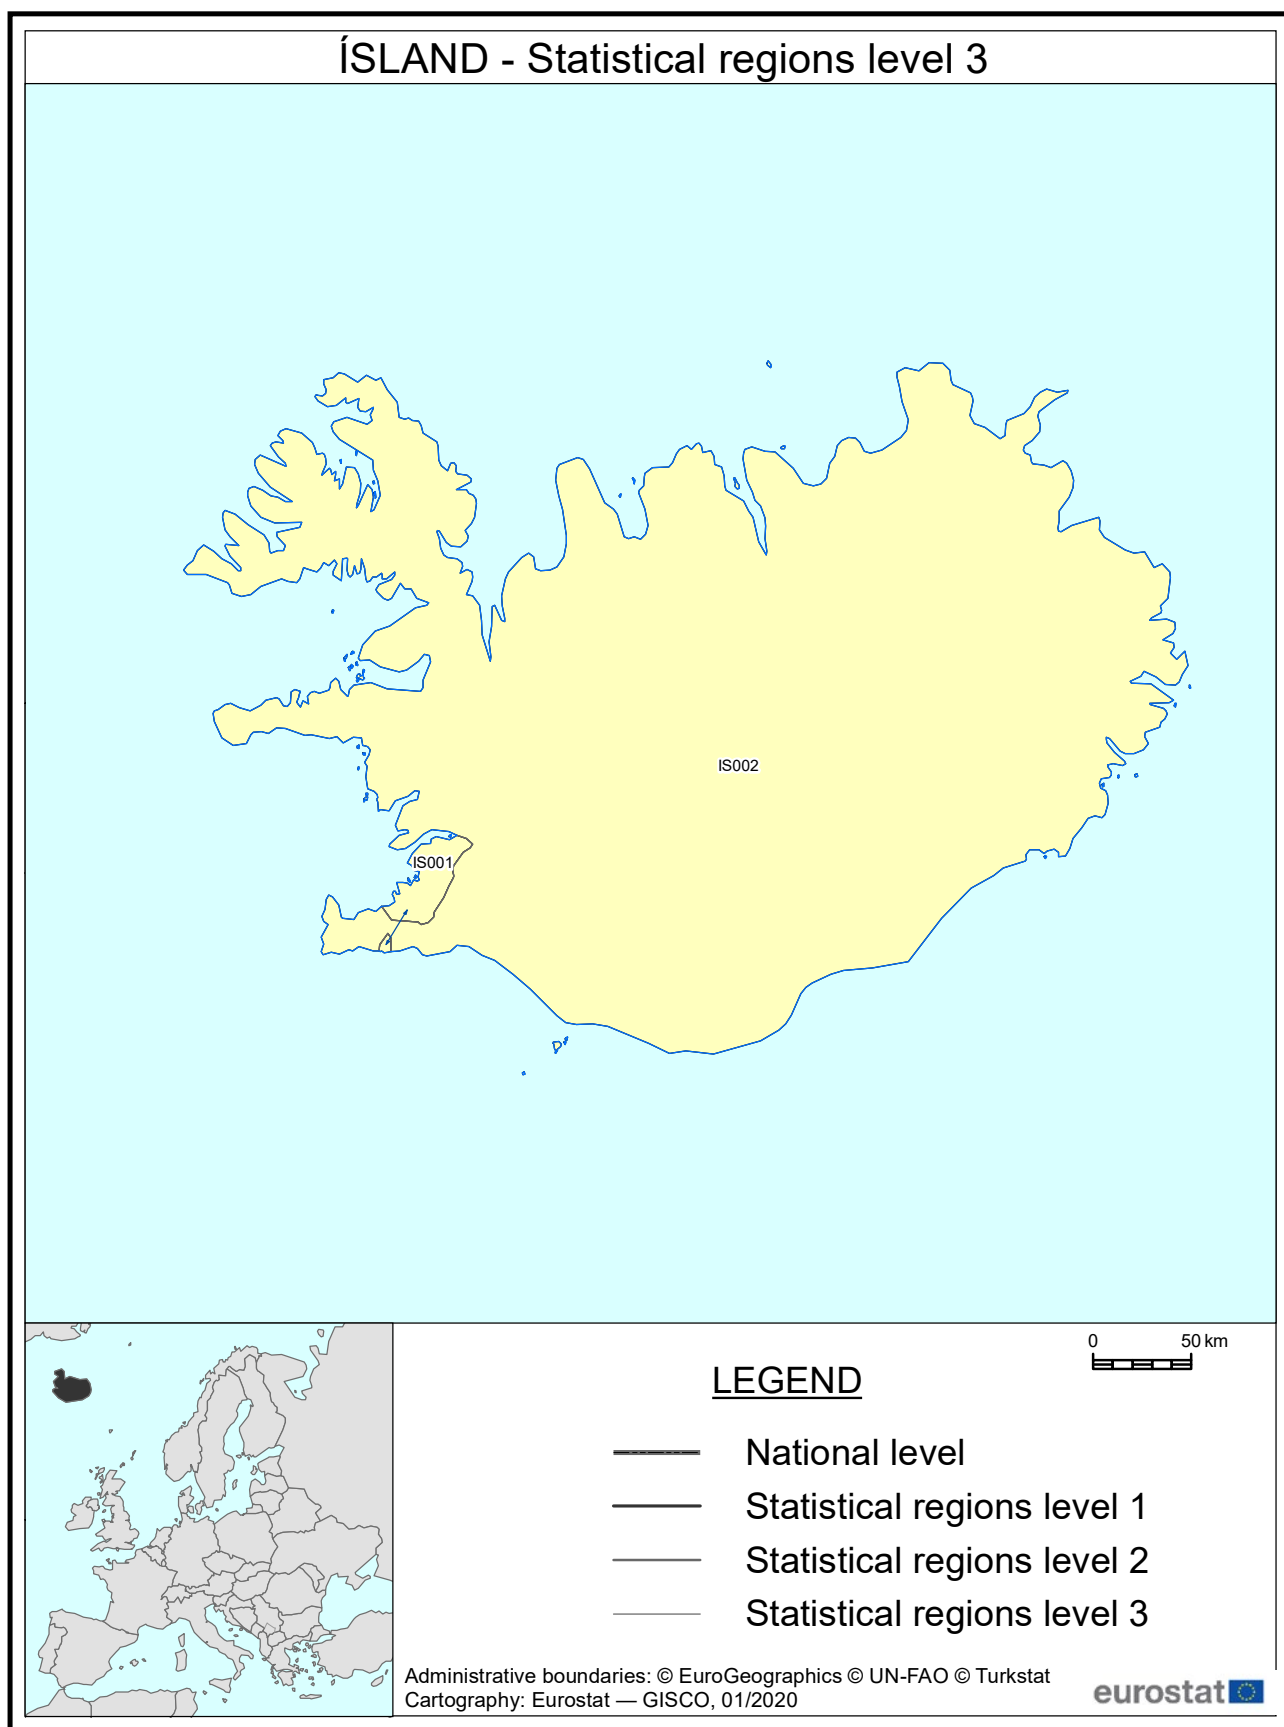 ÍSLAND - Statistical regions level 3
IS002
IS001
0 50 km
LEGEND
National level
Statistical regions level 1
Statistical regions level 2
Statistical regions level 3
Administrative boundaries: © EuroGeographics © UN-FAO © Turkstat
Cartography: Eurostat — GISCO, 01/2020
eurostat